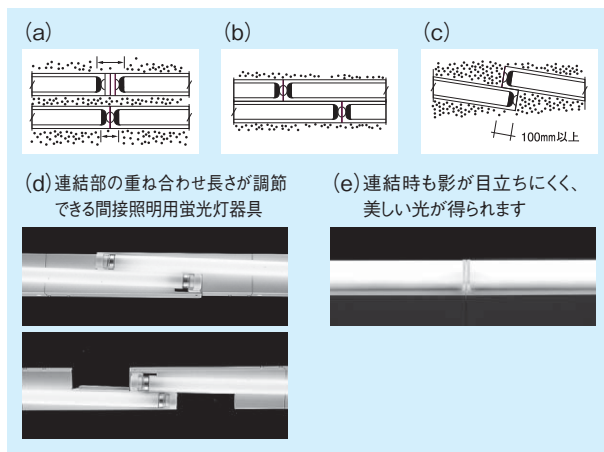 (a)
(b)
(c)
100mm以上
(d)連結部の重ね合わせ長さが調節
できる間接照明用蛍光灯器具
(e)連結時も影が目立ちにくく、
美しい光が得られます